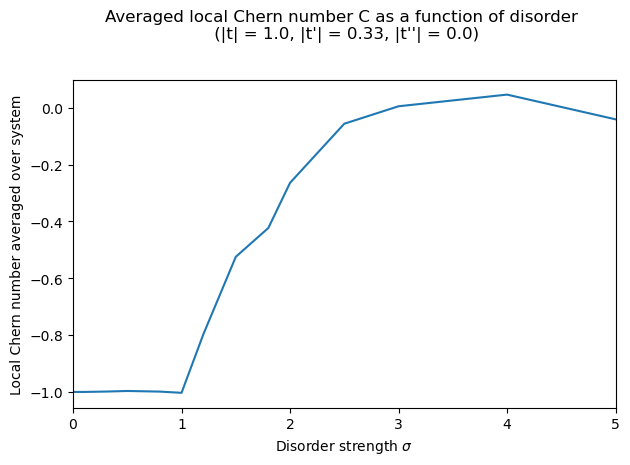 Averaged local Chern number C as a function of disorder
(|t| = 1.0, |t'| = 0.33, |t''| = 0.0)
Local Chern number averaged over system
0.0
−0.2
−0.4
−0.6
−0.8
−1.0
0 1 2 3 4 5
Disorder strength σ